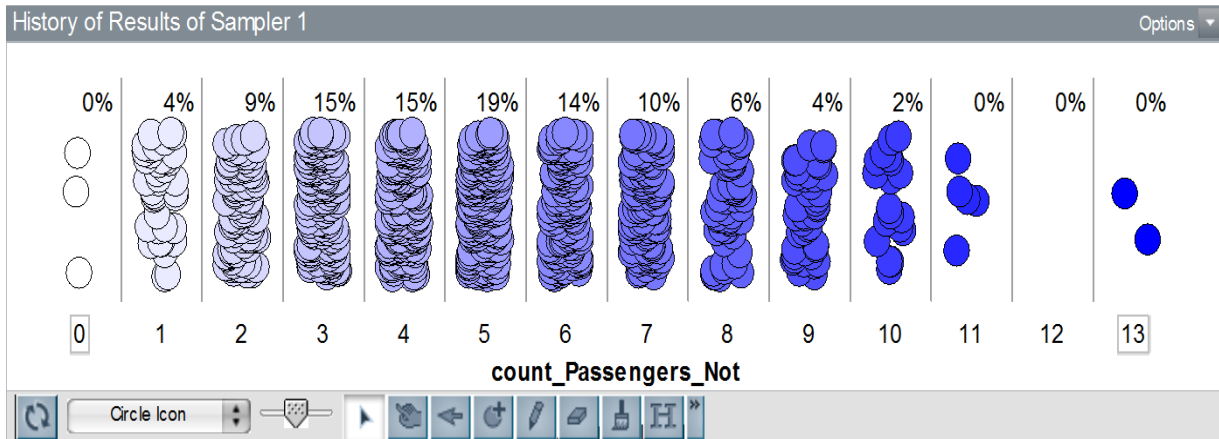 History of Results of Sampler 1 Options
0% 4% 9% 15% 15% 19% 14% 10% 6% 4% 2% 0% 0% 0%
0 1 2 3 4 5 6 7 8 9 10 11 12 13
count_Passengers_Not
Circle Icon